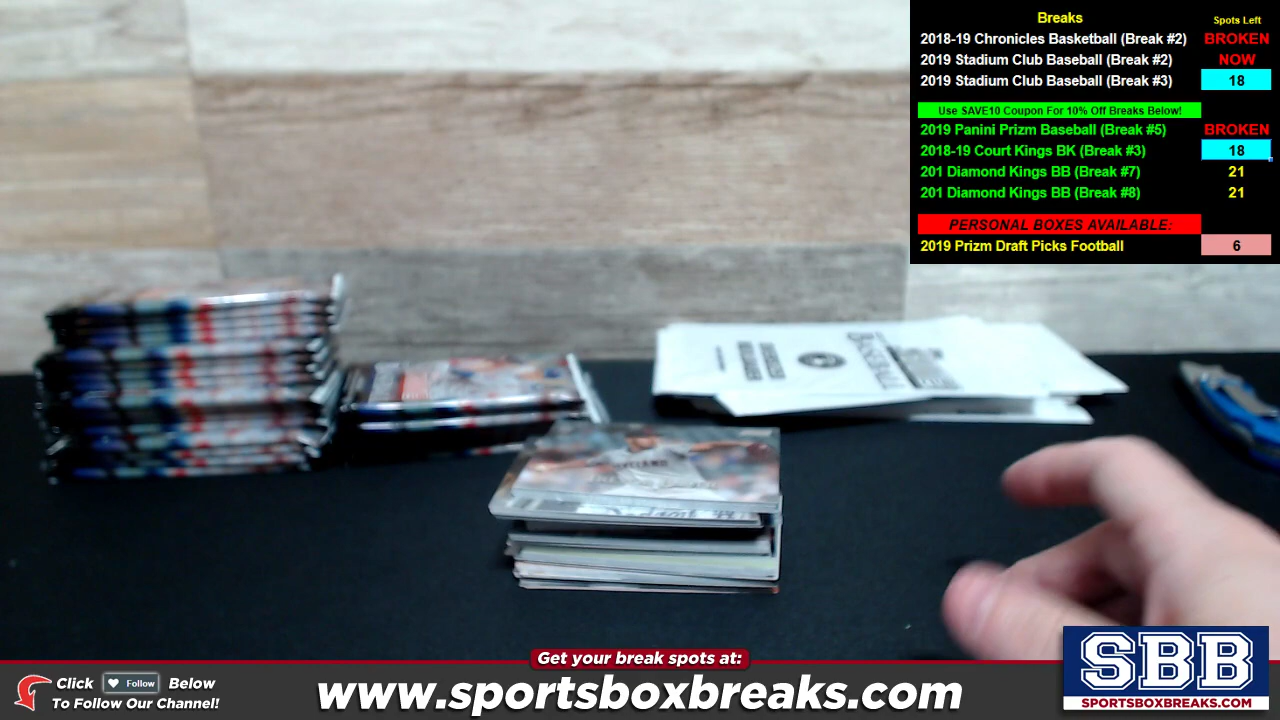 Breaks Spots Left
2018-19 Chronicles Basketball (Break #2) BROKEN
2019 Stadium Club Baseball (Break #2) NOW
2019 Stadium Club Baseball (Break #3) 18
Use SAVE10 Coupon For 10% Off Breaks Below!
2019 Panini Prizm Baseball (Break #5) BROKEN
2018-19 Court Kings BK (Break #3) 18
201 Diamond Kings BB (Break #7) 21
201 Diamond Kings BB (Break #8) 21
PERSONAL BOXES AVAILABLE:
2019 Prizm Draft Picks Football 6
BASEBALL
Get your break spots at:
Click Follow Below
To Follow Our Channel!
www.sportsboxbreaks.com
SBB
SPORTSBOXBREAKS.COM